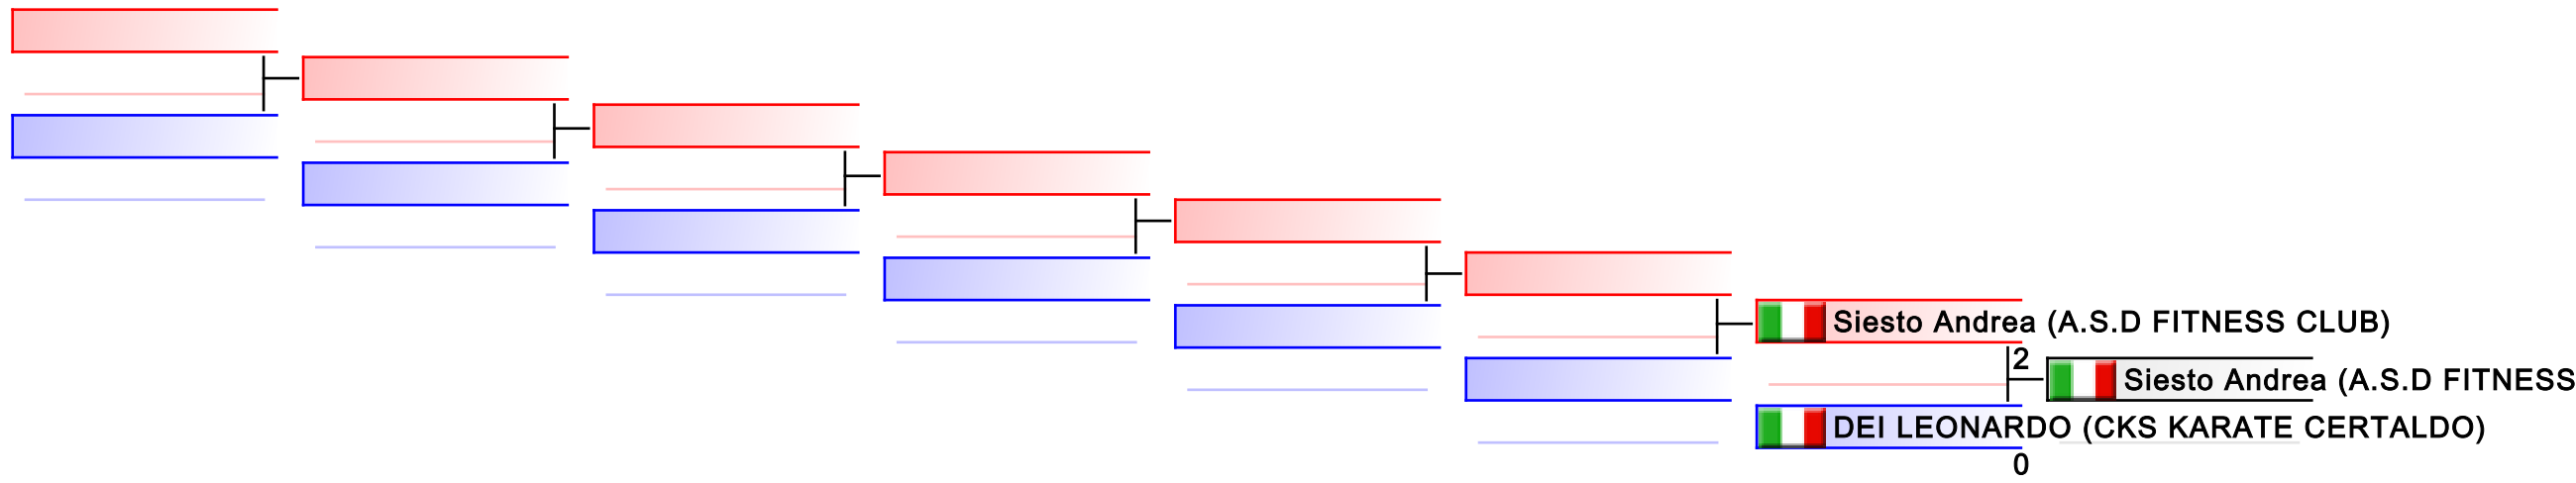 Siesto Andrea (A.S.D FITNESS CLUB)
2
Siesto Andrea (A.S.D FITNESS
DEI LEONARDO (CKS KARATE CERTALDO)
0